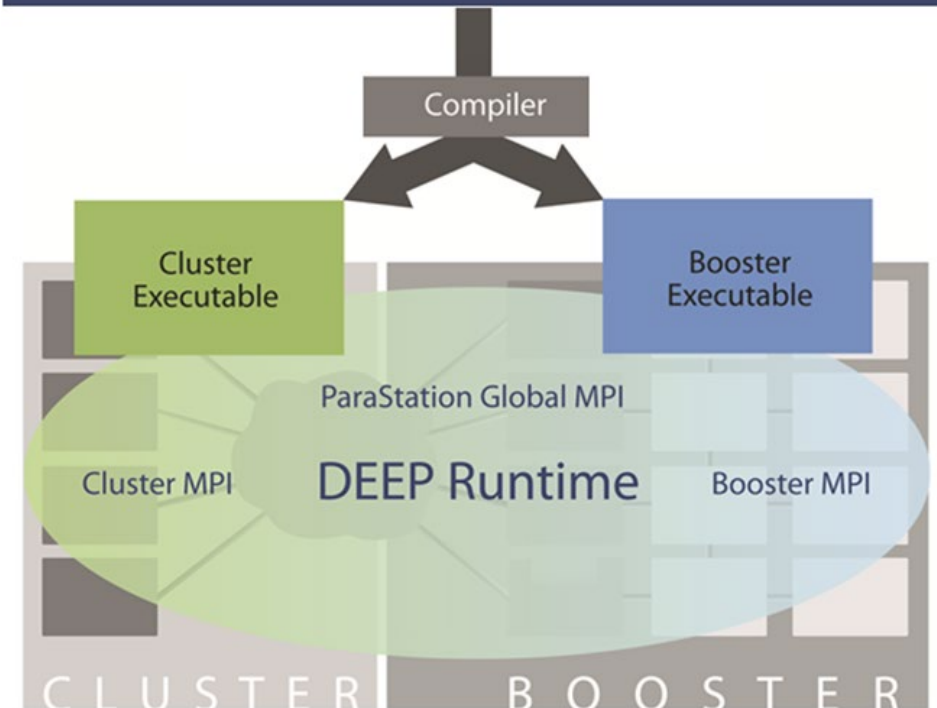 Compiler
Cluster
Executable
Booster
Executable
ParaStation Global MPI
Cluster MPI
DEEP Runtime
Booster MPI
CLUSTER
BOOSTER